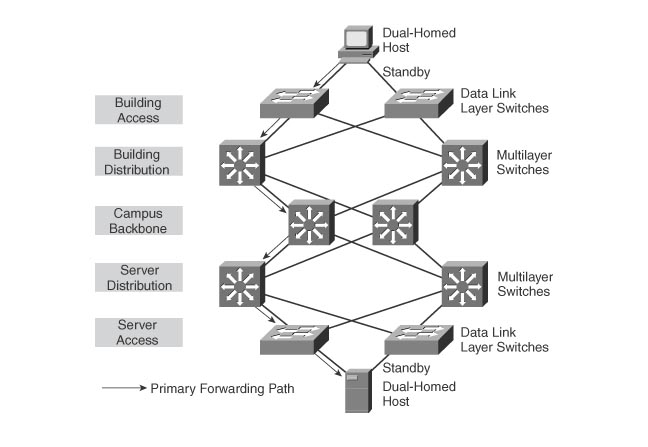 Dual-Homed
Host
Standby
Building
Access
Data Link
Layer Switches
Building
Distribution
Multilayer
Switches
Campus
Backbone
Server
Distribution
Multilayer
Switches
Server
Access
Data Link
Layer Switches
Standby
Primary Forwarding Path
Dual-Homed
Host